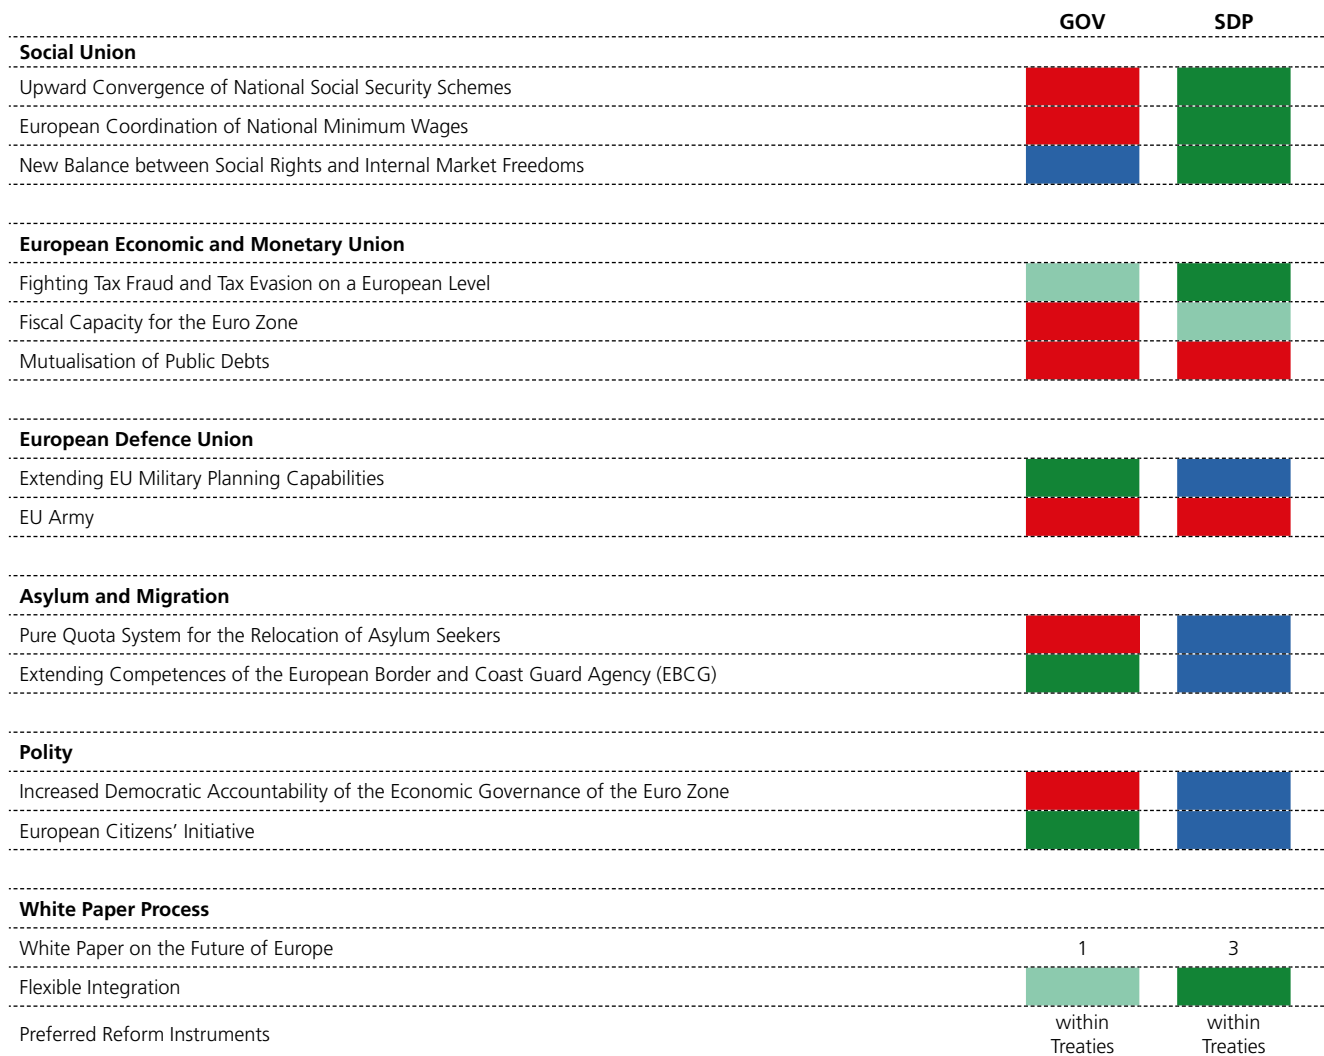 GOV SDP
Social Union
Upward Convergence of National Social Security Schemes
European Coordination of National Minimum Wages
New Balance between Social Rights and Internal Market Freedoms
European Economic and Monetary Union
Fighting Tax Fraud and Tax Evasion on a European Level
Fiscal Capacity for the Euro Zone
Mutualisation of Public Debts
European Defence Union
Extending EU Military Planning Capabilities
EU Army
Asylum and Migration
Pure Quota System for the Relocation of Asylum Seekers
Extending Competences of the European Border and Coast Guard Agency (EBCG)
Polity
Increased Democratic Accountability of the Economic Governance of the Euro Zone
European Citizens’ Initiative
White Paper Process
White Paper on the Future of Europe 1 3
Flexible Integration
Preferred Reform Instruments
within within
Treaties Treaties